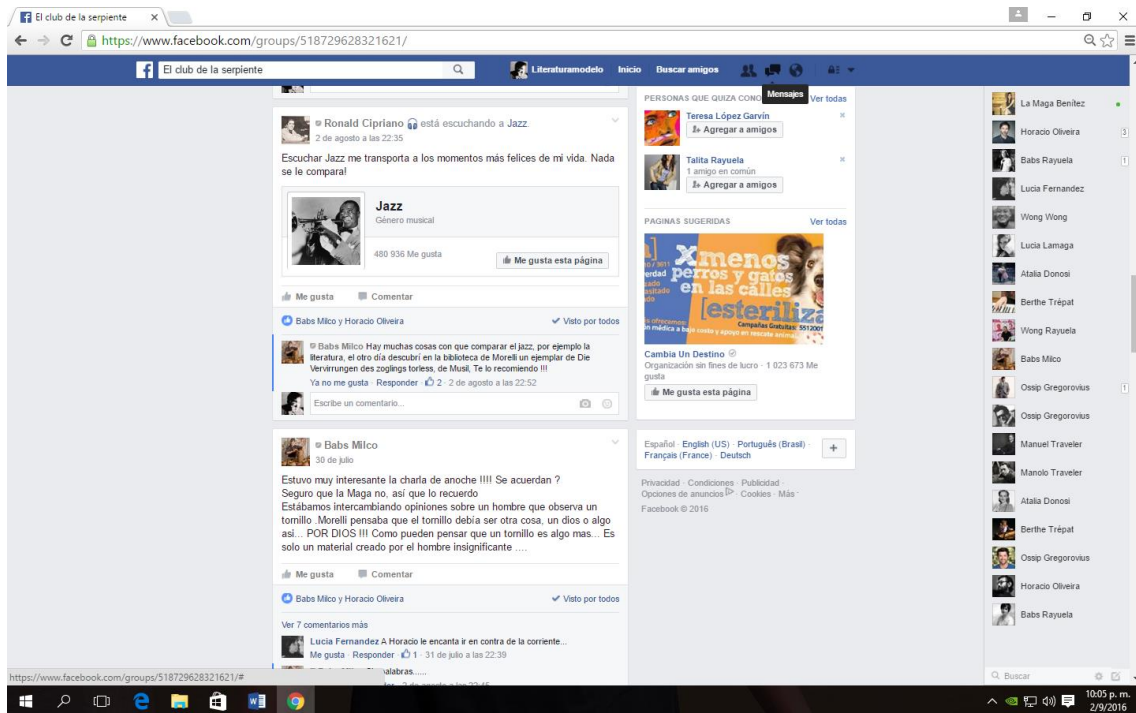 El club de la serpiente
https://www.facebook.com/groups/518729628321621/
El club de la serpiente
Literaturamodelo
Inicio
Buscar amigos
Mensajes
Ronald Cipriano está escuchando a Jazz.
2 de agosto a las 22:35
Escuchar Jazz me transporta a los momentos más felices de mi vida. Nada
se le compara!
Jazz
Género musical
480 936 Me gusta
Me gusta esta página
Me gusta Comentar
Babs Milco y Horacio Oliveira
Visto por todos
Babs Milco Hay muchas cosas con que comparar el jazz, por ejemplo la
literatura, el otro día descubrí en la biblioteca de Morelli un ejemplar de Die
Vervirrungen des zoglings torless, de Musil, Te lo recomiendo !!!
Ya no me gusta · Responder · 2 · 2 de agosto a las 22:52
Escribe un comentario...
Babs Milco
30 de julio
Estuvo muy interesante la charla de anoche !!!! Se acuerdan ?
Seguro que la Maga no, así que lo recuerdo
Estábamos intercambiando opiniones sobre un hombre que observa un
tornillo .Morelli pensaba que el tornillo debía ser otra cosa, un dios o algo
asi... POR DIOS !!! Como pueden pensar que un tornillo es algo mas... Es
solo un material creado por el hombre insignificante ....
Me gusta Comentar
Babs Milco y Horacio Oliveira
Visto por todos
Ver 7 comentarios más
Lucia Fernandez A Horacio le encanta ir en contra de la corriente...
Me gusta · Responder · 1 · 31 de julio a las 22:39
https://www.facebook.com/groups/518729628321621/#
PERSONAS QUE QUIZA CONO
Ver todas
Teresa López Garvín
Agregar a amigos
Talita Rayuela
1 amigo en común
Agregar a amigos
PAGINAS SUGERIDAS
Ver todas
x menos
perros y gatos
en las calles
[esteriliza
Campañas Gratuitas: 5512001
Cambia Un Destino
Organización sin fines de lucro · 1 023 673 Me
gusta
Me gusta esta página
Español · English (US) · Português (Brasil) ·
Français (France) · Deutsch
Privacidad · Condiciones · Publicidad ·
Opciones de anuncios · Cookies · Más ·
Facebook © 2016
La Maga Benítez
Horacio Oliveira 3
Babs Rayuela 1
Lucia Fernandez
Wong Wong
Lucia Lamaga
Atalia Donosi
Berthe Trépat
Wong Rayuela
Babs Milco
Ossip Gregorovius 1
Ossip Gregorovius
Manuel Traveler
Manolo Traveler
Atalia Donosi
Berthe Trépat
Ossip Gregorovius
Horacio Oliveira
Babs Rayuela
Buscar
10:05 p. m.
2/9/2016